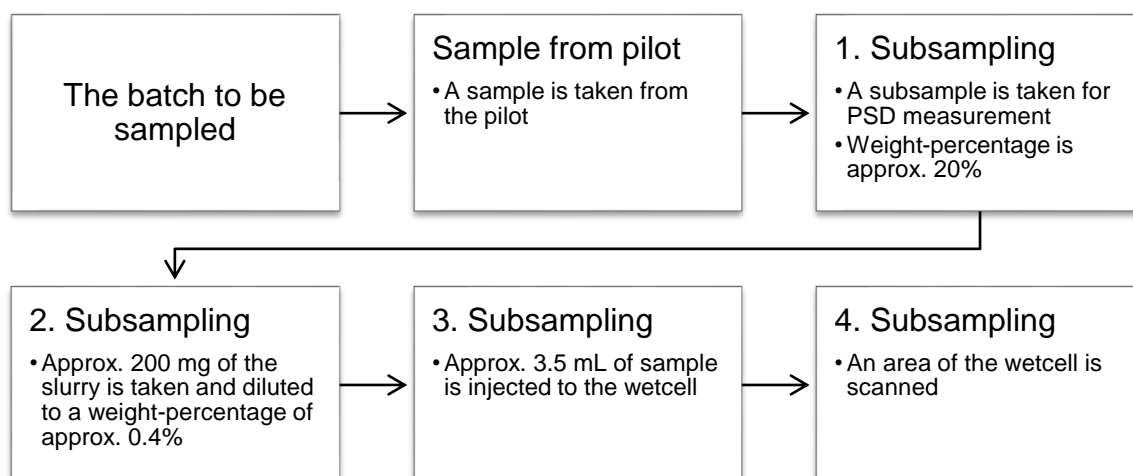 The batch to be
sampled
Sample from pilot
• A sample is taken from
the pilot
1. Subsampling
• A subsample is taken for
PSD measurement
• Weight-percentage is
approx. 20%
2. Subsampling
• Approx. 200 mg of the
slurry is taken and diluted
to a weight-percentage of
approx. 0.4%
3. Subsampling
• Approx. 3.5 mL of sample
is injected to the wetcell
4. Subsampling
• An area of the wetcell is
scanned